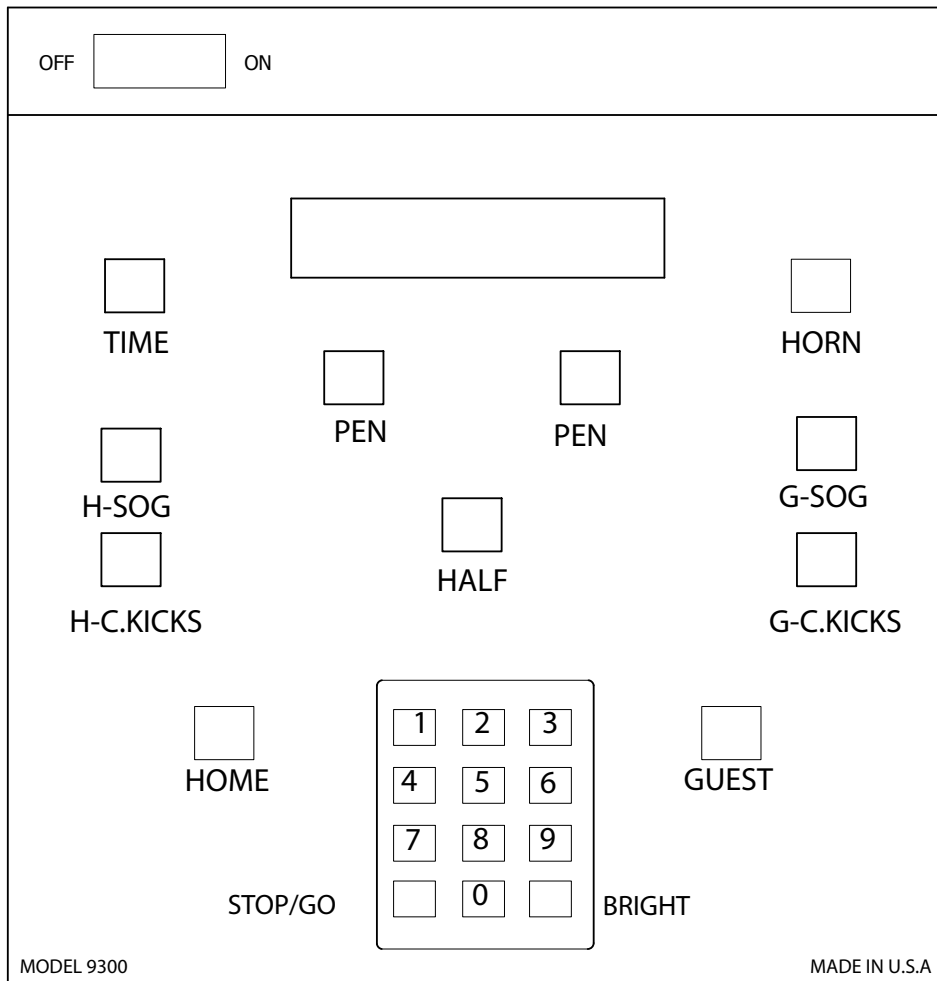 OFF ON
TIME HORN
PEN PEN
H-SOG G-SOG
HALF
H-C.KICKS G-C.KICKS
1 2 3
HOME GUEST
4 5 6
7 8 9
STOP/GO 0 BRIGHT
MODEL 9300 MADE IN U.S.A